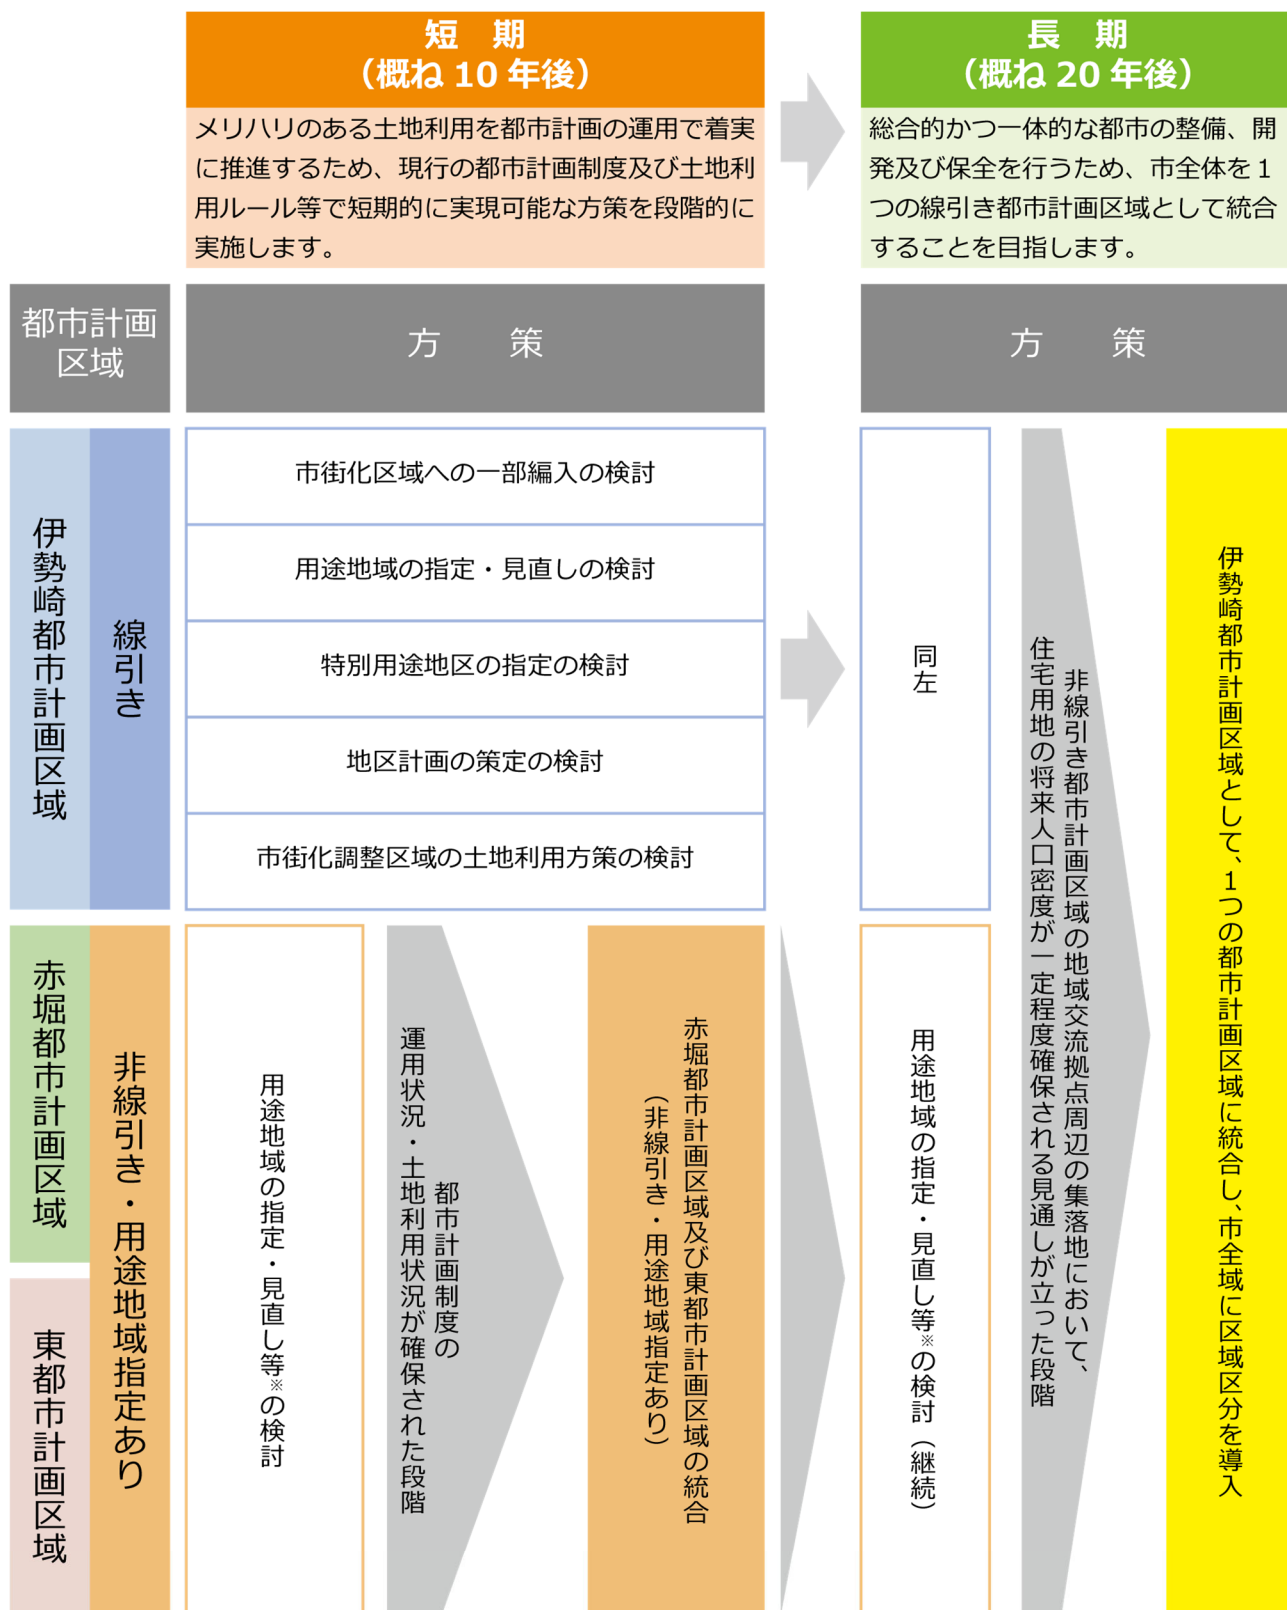 短　期
（概ね 10 年後）
メリハリのある土地利用を都市計画の運用で着実
に推進するため、現行の都市計画制度及び土地利
用ルール等で短期的に実現可能な方策を段階的に
実施します。
長　期
（概ね 20 年後）
総合的かつ一体的な都市の整備、開
発及び保全を行うため、市全体を１
つの線引き都市計画区域として統合
することを目指します。
都市計画
区域
方　策
方　策
伊勢崎都市計画区域
線引き
市街化区域への一部編入の検討
用途地域の指定・見直しの検討
特別用途地区の指定の検討
地区計画の策定の検討
市街化調整区域の土地利用方策の検討
同左
赤堀都市計画区域
東都市計画区域
非線引き・用途地域指定あり
用途地域の指定・見直し等※の検討
都市計画制度の
運用状況・土地利用状況が確保された段階
赤堀都市計画区域及び東都市計画区域の統合
（非線引き・用途地域指定あり）
用途地域の指定・見直し等※の検討（継続）
非線引き都市計画区域の地域交流拠点周辺の集落地において、
住宅用地の将来人口密度が一定程度確保される見通しが立った段階
伊勢崎都市計画区域として、１つの都市計画区域に統合し、市全域に区域区分を導入